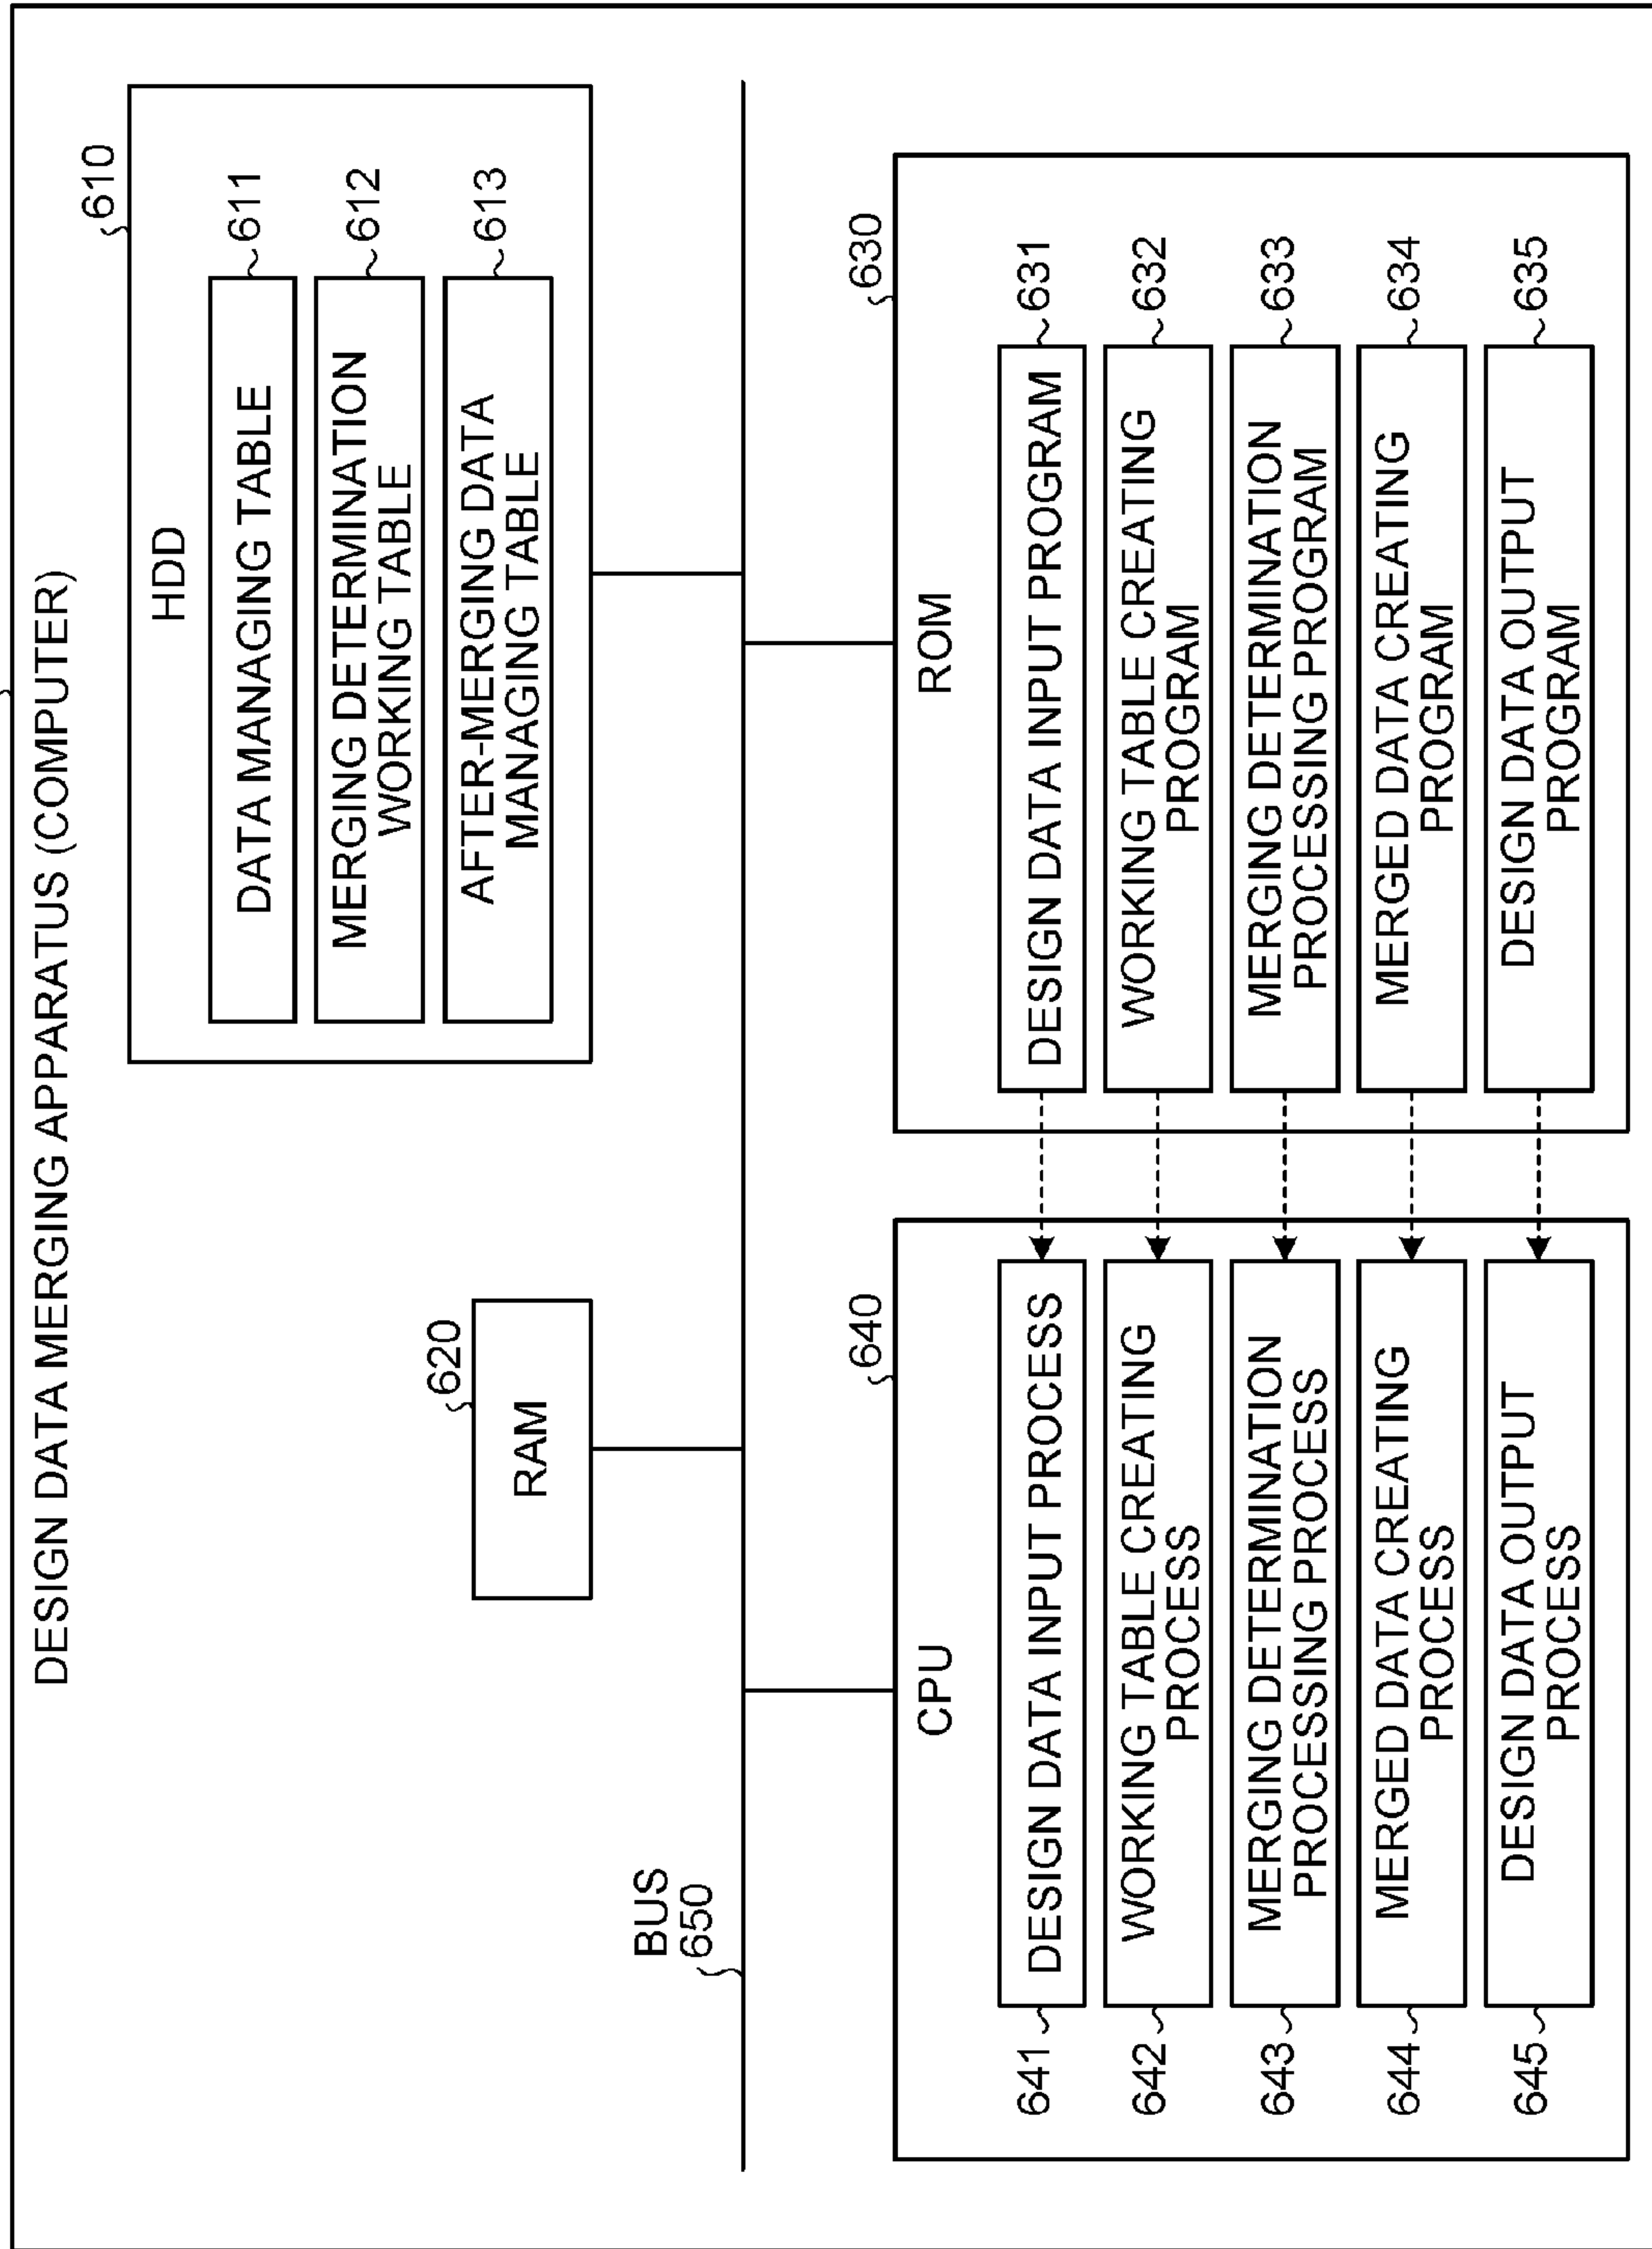 DESIGN DATA MERGING APPARATUS (COMPUTER)
610
HDD
DATA MANAGING TABLE
611
MERGING DETERMINATION
WORKING TABLE
612
AFTER-MERGING DATA
MANAGING TABLE
613
620
RAM
BUS
650
640
CPU
641
DESIGN DATA INPUT PROCESS
642
WORKING TABLE CREATING
PROCESS
643
MERGING DETERMINATION
PROCESSING PROCESS
644
MERGED DATA CREATING
PROCESS
645
DESIGN DATA OUTPUT
PROCESS
630
ROM
DESIGN DATA INPUT PROGRAM
631
WORKING TABLE CREATING
PROGRAM
632
MERGING DETERMINATION
PROCESSING PROGRAM
633
MERGED DATA CREATING
PROGRAM
634
DESIGN DATA OUTPUT
PROGRAM
635